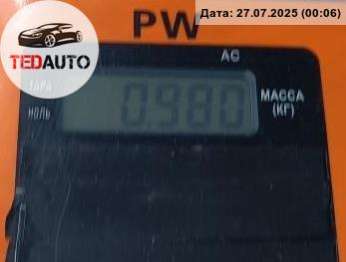 Дата: 27.07.2025 (00:06)
PW
TEDAUTO
AC
ТАРА
0.980
МАССА
(КГ)
НОЛЬ